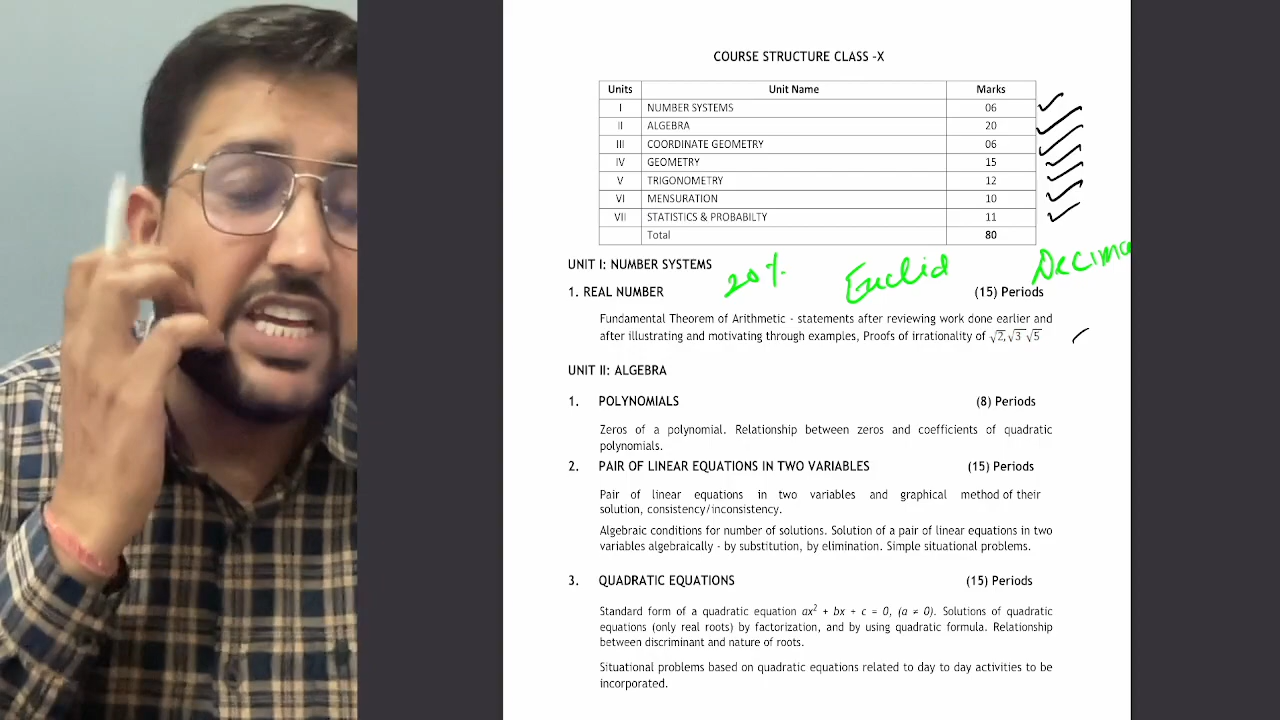 COURSE STRUCTURE CLASS -X
Units Unit Name Marks
I NUMBER SYSTEMS 06
II ALGEBRA 20
III COORDINATE GEOMETRY 06
IV GEOMETRY 15
V TRIGONOMETRY 12
VI MENSURATION 10
VII STATISTICS & PROBABILTY 11
Total 80
UNIT I: NUMBER SYSTEMS
20% Euclid Decima
1. REAL NUMBER (15) Periods
Fundamental Theorem of Arithmetic - statements after reviewing work done earlier and
after illustrating and motivating through examples, Proofs of irrationality of √2,√3 √5
UNIT II: ALGEBRA
1. POLYNOMIALS (8) Periods
Zeros of a polynomial. Relationship between zeros and coefficients of quadratic
polynomials.
2. PAIR OF LINEAR EQUATIONS IN TWO VARIABLES (15) Periods
Pair of linear equations in two variables and graphical method of their
solution, consistency/inconsistency.
Algebraic conditions for number of solutions. Solution of a pair of linear equations in two
variables algebraically - by substitution, by elimination. Simple situational problems.
3. QUADRATIC EQUATIONS (15) Periods
Standard form of a quadratic equation ax² + bx + c = 0, (a ≠ 0). Solutions of quadratic
equations (only real roots) by factorization, and by using quadratic formula. Relationship
between discriminant and nature of roots.
Situational problems based on quadratic equations related to day to day activities to be
incorporated.